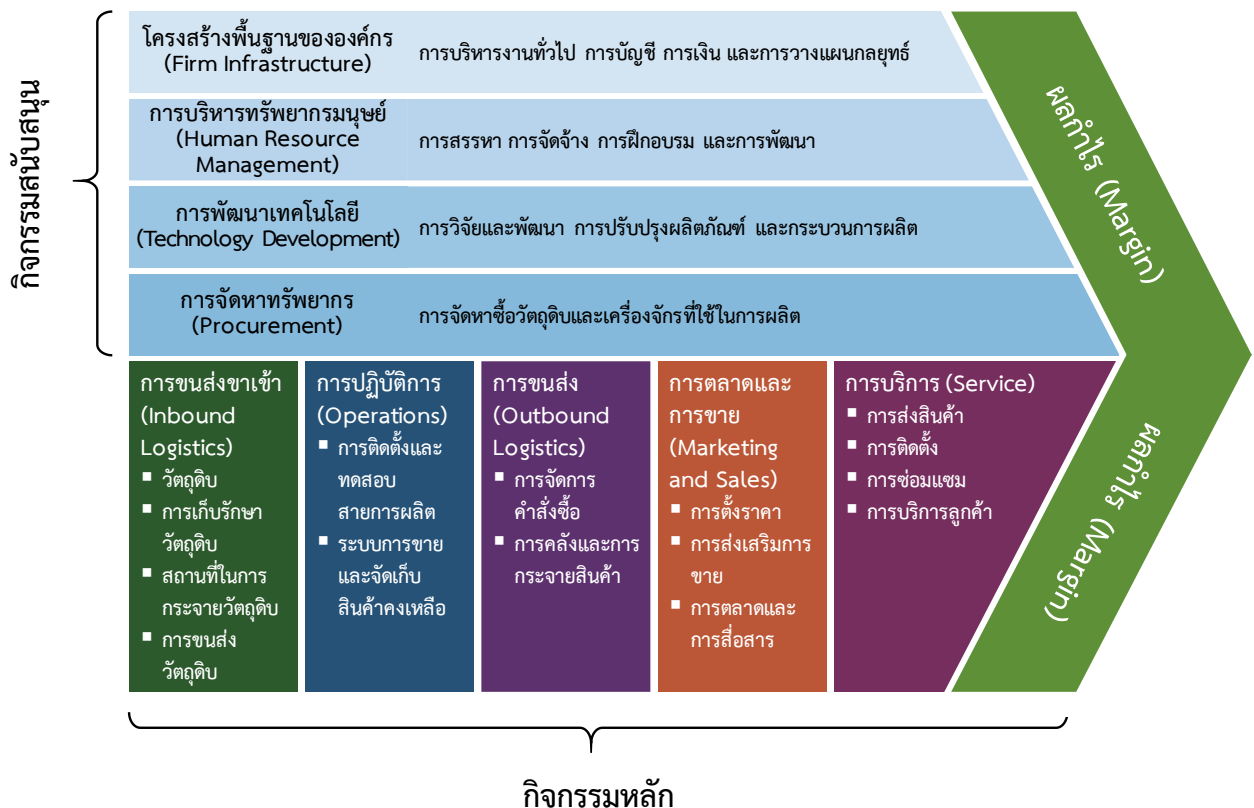 กิจกรรมสนับสนุน
โครงสร้างพื้นฐานขององค์กร
(Firm Infrastructure)
การบริหารงานทั่วไป การบัญชี การเงิน และการวางแผนกลยุทธ์
การบริหารทรัพยากรมนุษย์
(Human Resource
Management)
การสรรหา การจัดจ้าง การฝึกอบรม และการพัฒนา
การพัฒนาเทคโนโลยี
(Technology Development)
การวิจัยและพัฒนา การปรับปรุงผลิตภัณฑ์ และกระบวนการผลิต
การจัดหาทรัพยากร
(Procurement)
การจัดหาซื้อวัตถุดิบและเครื่องจักรที่ใช้ในการผลิต
ผลกำไร (Margin)
ผลกำไร (Margin)
การขนส่งขาเข้า
(Inbound
Logistics)
▪ วัตถุดิบ
▪ การเก็บรักษา
วัตถุดิบ
▪ สถานที่ในการ
กระจายวัตถุดิบ
▪ การขนส่ง
วัตถุดิบ
การปฏิบัติการ
(Operations)
▪ การติดตั้งและ
ทดสอบ
สายการผลิต
▪ ระบบการขาย
และจัดเก็บ
สินค้าคงเหลือ
การขนส่ง
(Outbound
Logistics)
▪ การจัดการ
คำสั่งซื้อ
▪ การคลังและการ
กระจายสินค้า
การตลาดและ
การขาย
(Marketing
and Sales)
▪ การตั้งราคา
▪ การส่งเสริมการ
ขาย
▪ การตลาดและ
การสื่อสาร
การบริการ (Service)
▪ การส่งสินค้า
▪ การติดตั้ง
▪ การซ่อมแซม
▪ การบริการลูกค้า
กิจกรรมหลัก